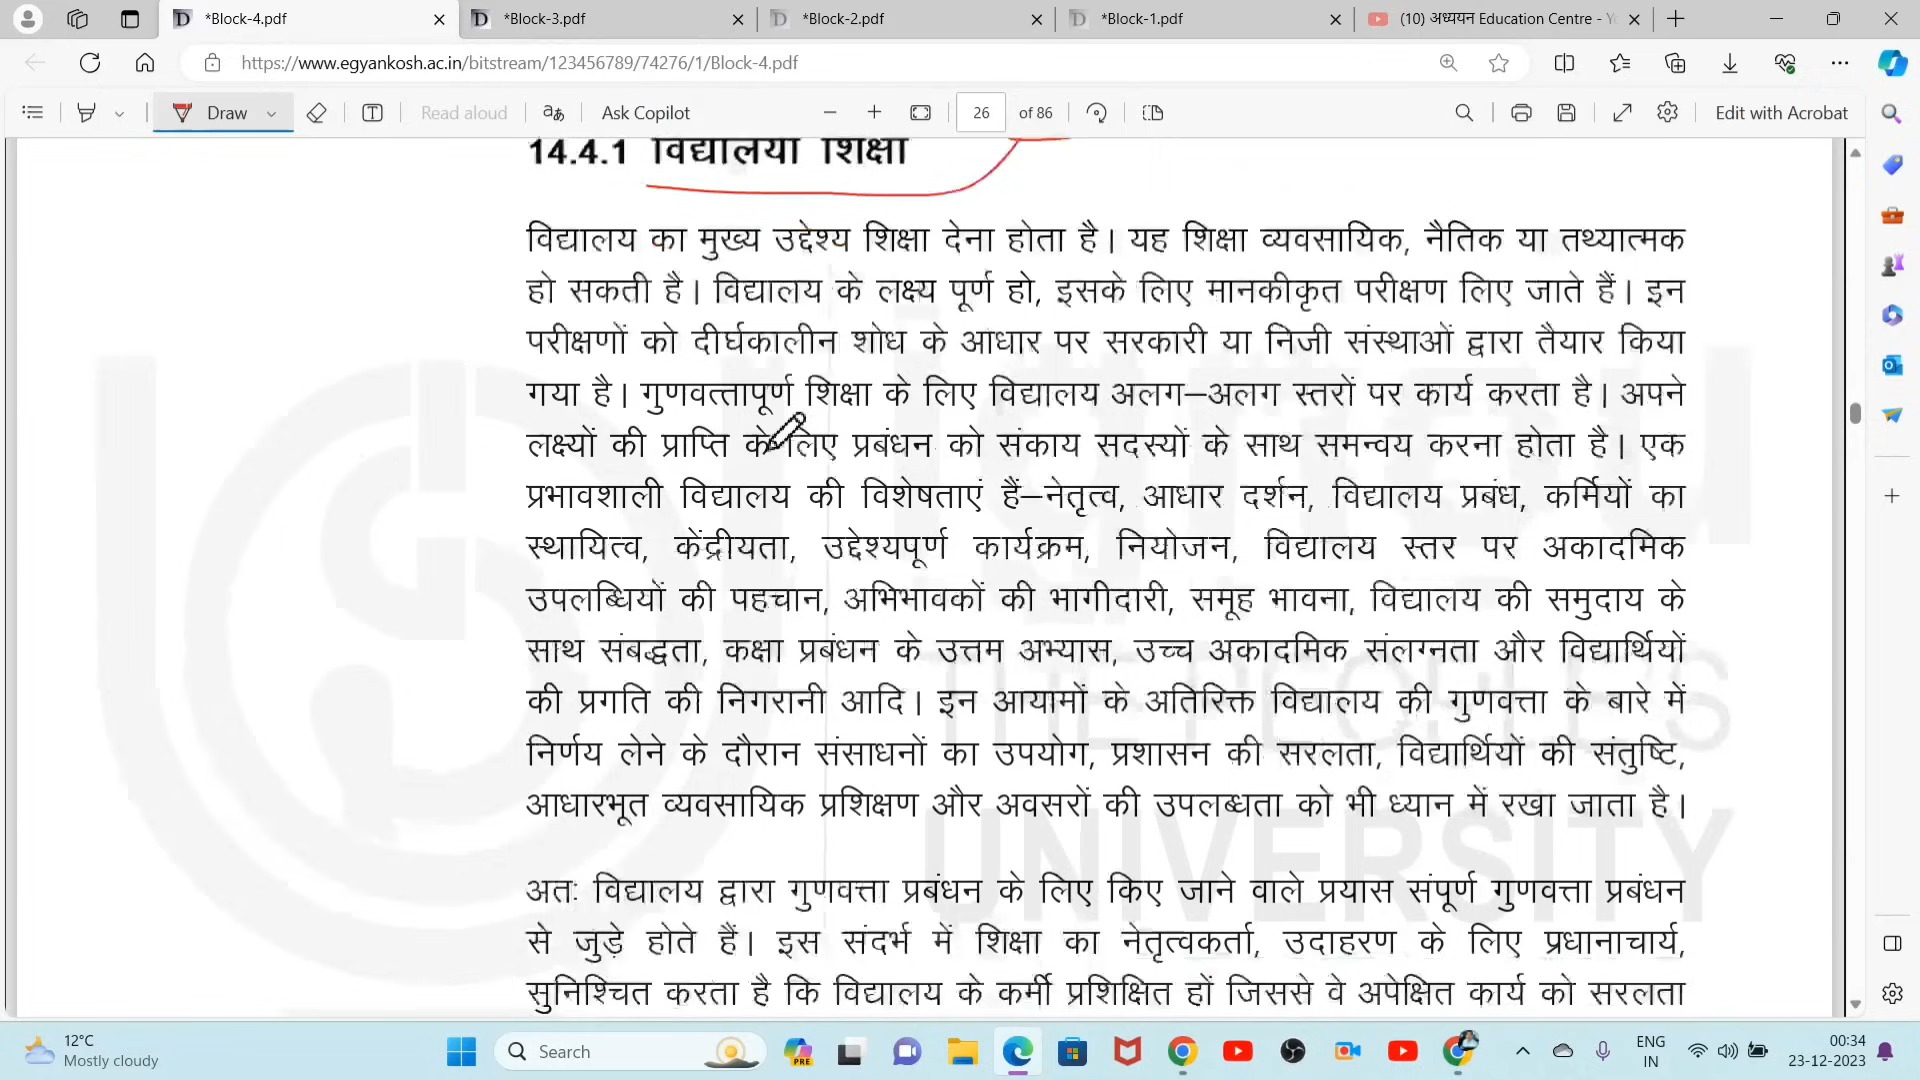 *Block-4.pdf
*Block-3.pdf
*Block-2.pdf
*Block-1.pdf
(10) अध्ययन Education Centre - Y
https://www.egyankosh.ac.in/bitstream/123456789/74276/1/Block-4.pdf
Draw
Read aloud
Ask Copilot
26 of 86
Edit with Acrobat
14.4.1 विद्यालयी शिक्षा
विद्यालय का मुख्य उद्देश्य शिक्षा देना होता है। यह शिक्षा व्यवसायिक, नैतिक या तथ्यात्मक
हो सकती है। विद्यालय के लक्ष्य पूर्ण हो, इसके लिए मानकीकृत परीक्षण लिए जाते हैं। इन
परीक्षणों को दीर्घकालीन शोध के आधार पर सरकारी या निजी संस्थाओं द्वारा तैयार किया
गया है। गुणवत्तापूर्ण शिक्षा के लिए विद्यालय अलग–अलग स्तरों पर कार्य करता है। अपने
लक्ष्यों की प्राप्ति के लिए प्रबंधन को संकाय सदस्यों के साथ समन्वय करना होता है। एक
प्रभावशाली विद्यालय की विशेषताएं हैं–नेतृत्व, आधार दर्शन, विद्यालय प्रबंध, कर्मियों का
स्थायित्व, केंद्रीयता, उद्देश्यपूर्ण कार्यक्रम, नियोजन, विद्यालय स्तर पर अकादमिक
उपलब्धियों की पहचान, अभिभावकों की भागीदारी, समूह भावना, विद्यालय की समुदाय के
साथ संबद्धता, कक्षा प्रबंधन के उत्तम अभ्यास, उच्च अकादमिक संलग्नता और विद्यार्थियों
की प्रगति की निगरानी आदि। इन आयामों के अतिरिक्त विद्यालय की गुणवत्ता के बारे में
निर्णय लेने के दौरान संसाधनों का उपयोग, प्रशासन की सरलता, विद्यार्थियों की संतुष्टि,
आधारभूत व्यवसायिक प्रशिक्षण और अवसरों की उपलब्धता को भी ध्यान में रखा जाता है।
अतः विद्यालय द्वारा गुणवत्ता प्रबंधन के लिए किए जाने वाले प्रयास संपूर्ण गुणवत्ता प्रबंधन
से जुड़े होते हैं। इस संदर्भ में शिक्षा का नेतृत्वकर्ता, उदाहरण के लिए प्रधानाचार्य,
सुनिश्चित करता है कि विद्यालय के कर्मी प्रशिक्षित हों जिससे वे अपेक्षित कार्य को सरलता
ignou
THE PEOPLE'S
UNIVERSITY
12°C
Mostly cloudy
Search
PRE
ENG
IN
00:34
23-12-2023